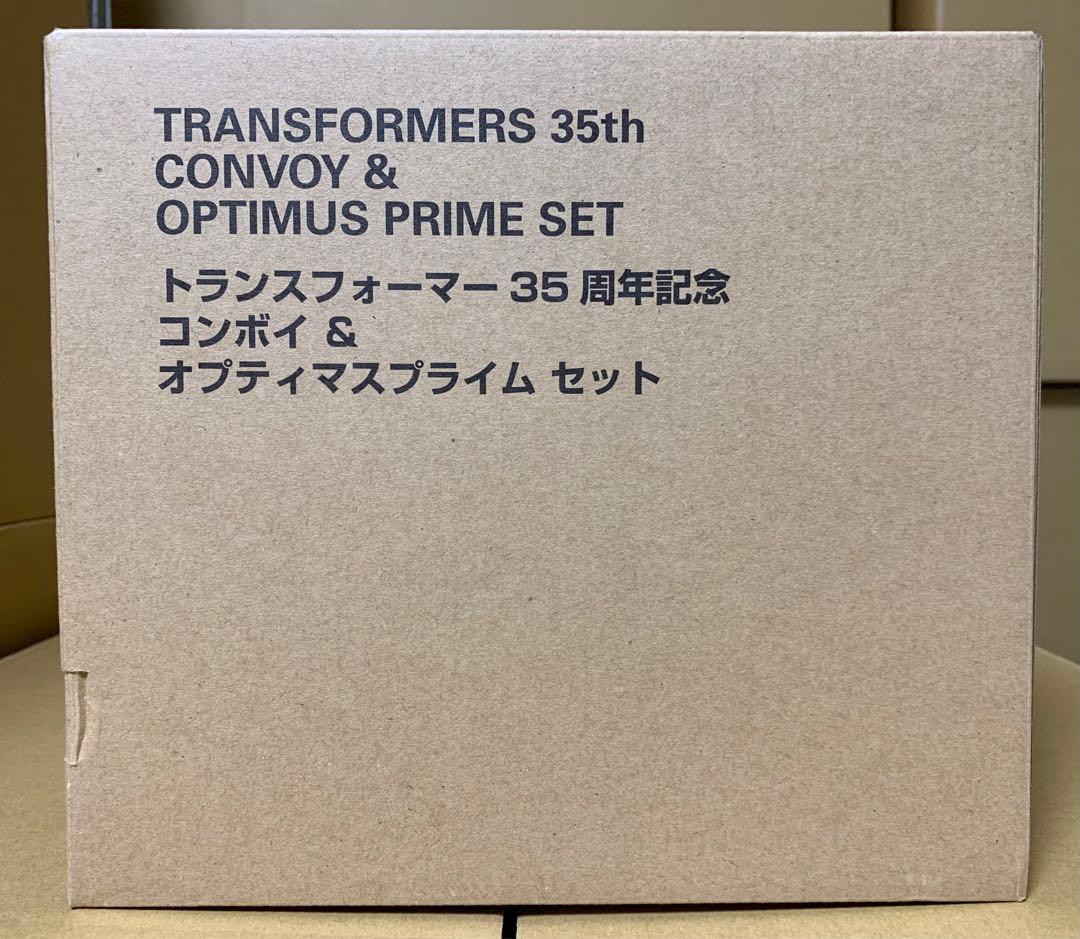 TRANSFORMERS 35th
CONVOY &
OPTIMUS PRIME SET
トランスフォーマー 35 周年記念
コンボイ &
オプティマスプライム セット